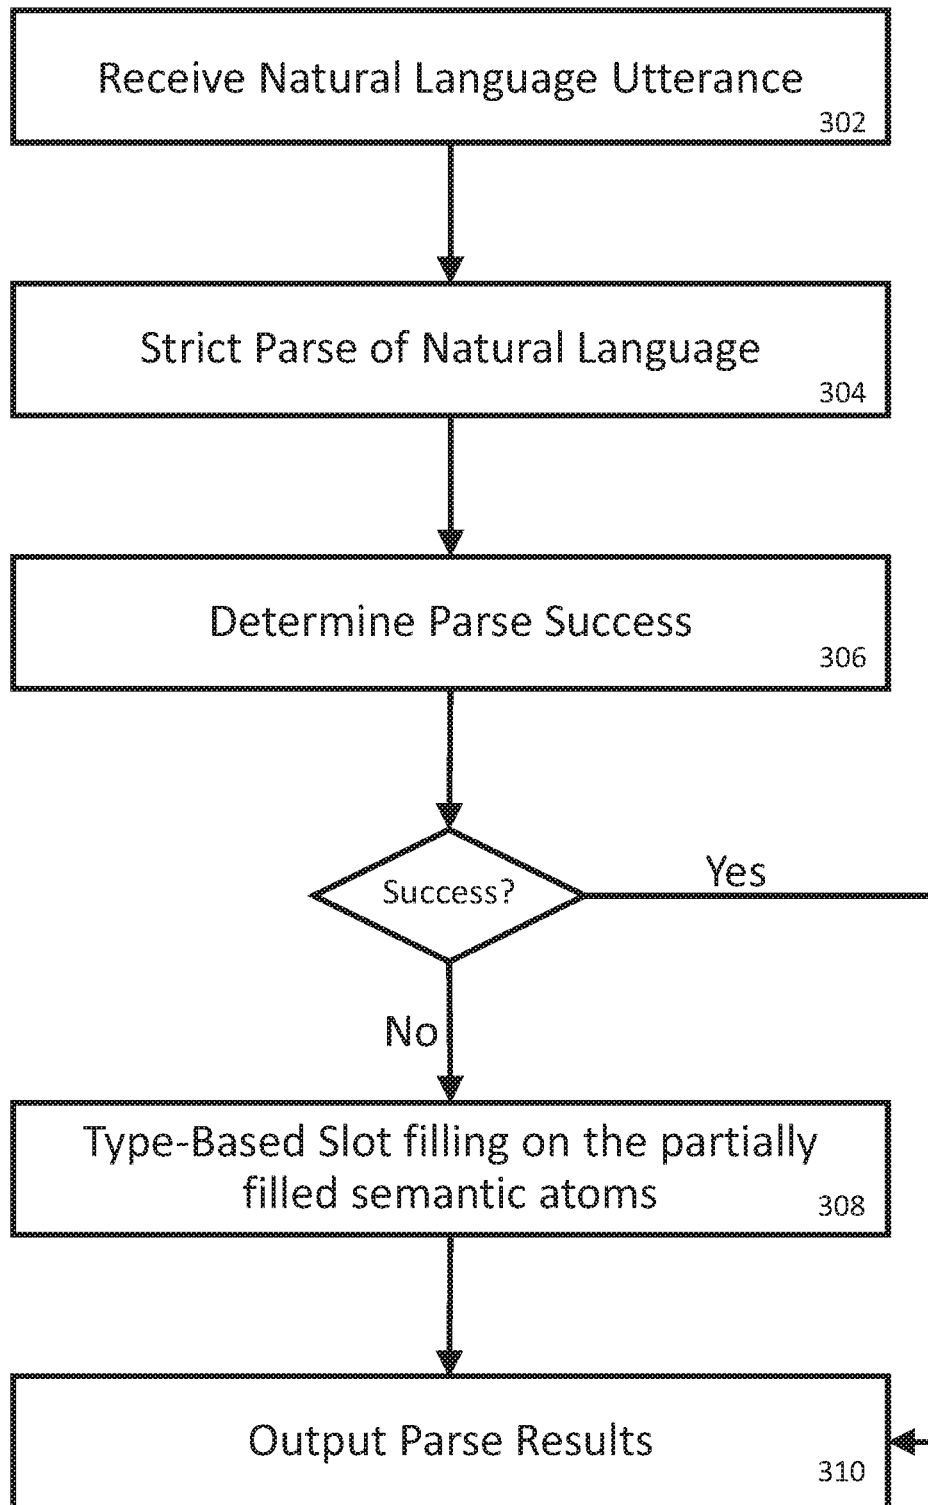 Receive Natural Language Utterance
302
Strict Parse of Natural Language
304
Determine Parse Success
306
Success?
Yes
No
Type-Based Slot filling on the partially
filled semantic atoms
308
Output Parse Results
310